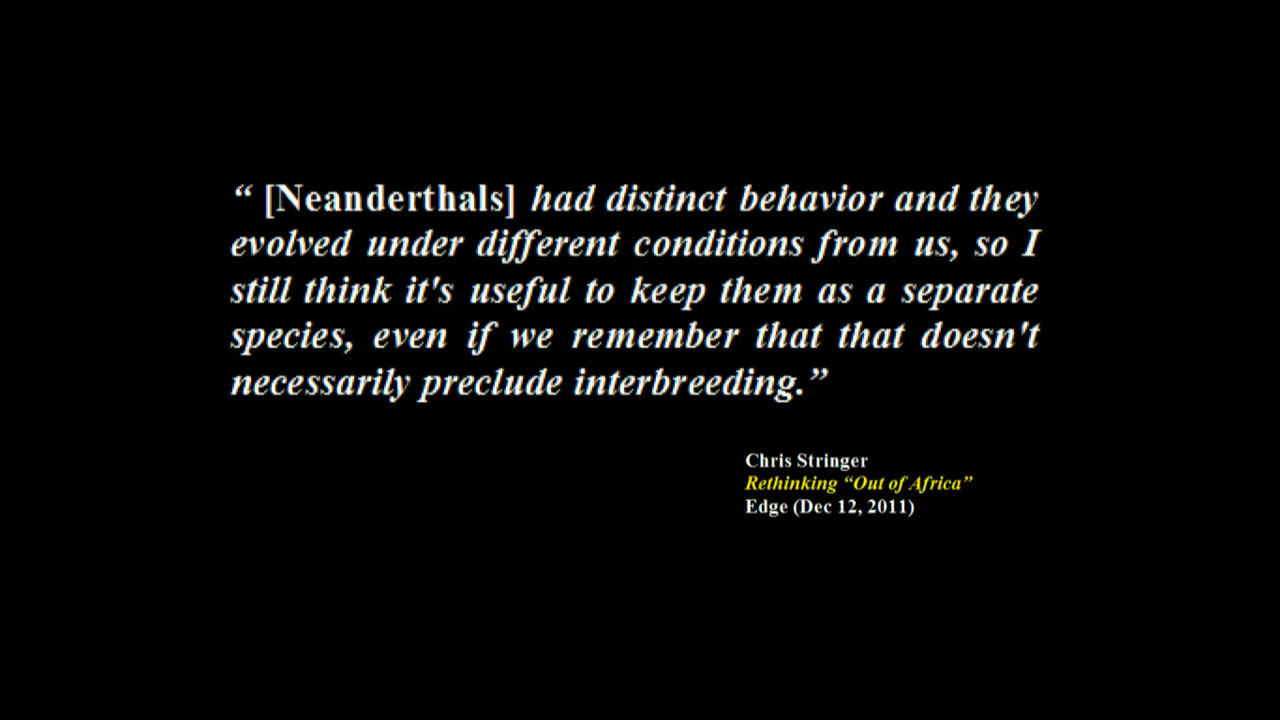 “ [Neanderthals] had distinct behavior and they
evolved under different conditions from us, so I
still think it's useful to keep them as a separate
species, even if we remember that that doesn't
necessarily preclude interbreeding.”
Chris Stringer
Rethinking “Out of Africa”
Edge (Dec 12, 2011)